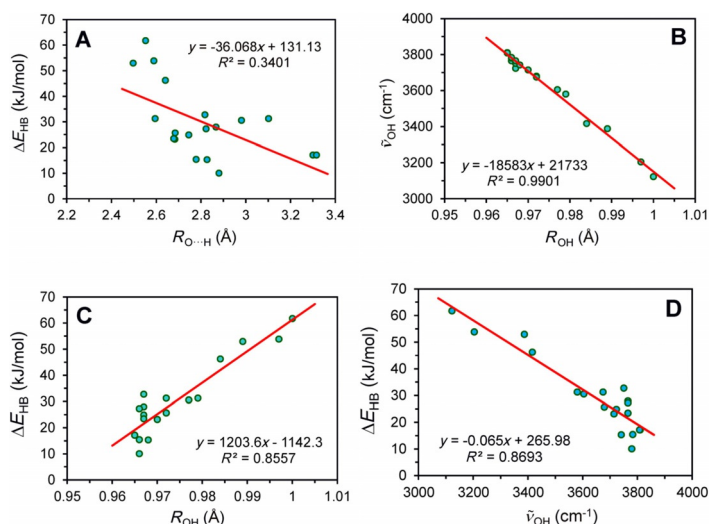 A
y = -36.068x + 131.13
R² = 0.3401
ΔE_HB (kJ/mol)
70
60
50
40
30
20
10
0
2.2 2.4 2.6 2.8 3 3.2 3.4
R_O···H (Å)
B
ṽ_OH (cm⁻¹)
4000
3800
3600
3400
3200
3000
y = -18583x + 21733
R² = 0.9901
0.95 0.96 0.97 0.98 0.99 1 1.01
R_OH (Å)
C
ΔE_HB (kJ/mol)
70
60
50
40
30
20
10
0
y = 1203.6x - 1142.3
R² = 0.8557
0.95 0.96 0.97 0.98 0.99 1 1.01
R_OH (Å)
D
ΔE_HB (kJ/mol)
70
60
50
40
30
20
10
0
y = -0.065x + 265.98
R² = 0.8693
3000 3200 3400 3600 3800 4000
ṽ_OH (cm⁻¹)